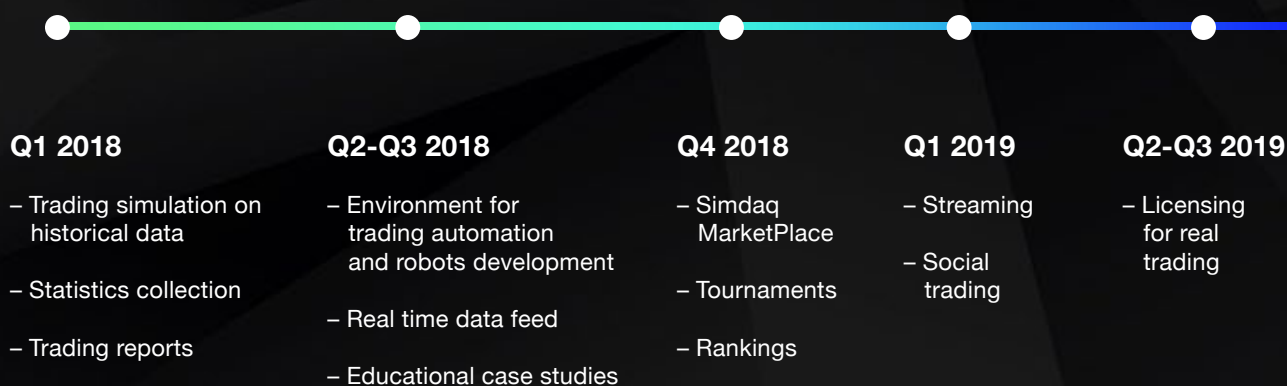 Q1 2018
– Trading simulation on
historical data
– Statistics collection
– Trading reports
Q2-Q3 2018
– Environment for
trading automation
and robots development
– Real time data feed
– Educational case studies
Q4 2018
– Simdaq
MarketPlace
– Tournaments
– Rankings
Q1 2019
– Streaming
– Social
trading
Q2-Q3 2019
– Licensing
for real
trading